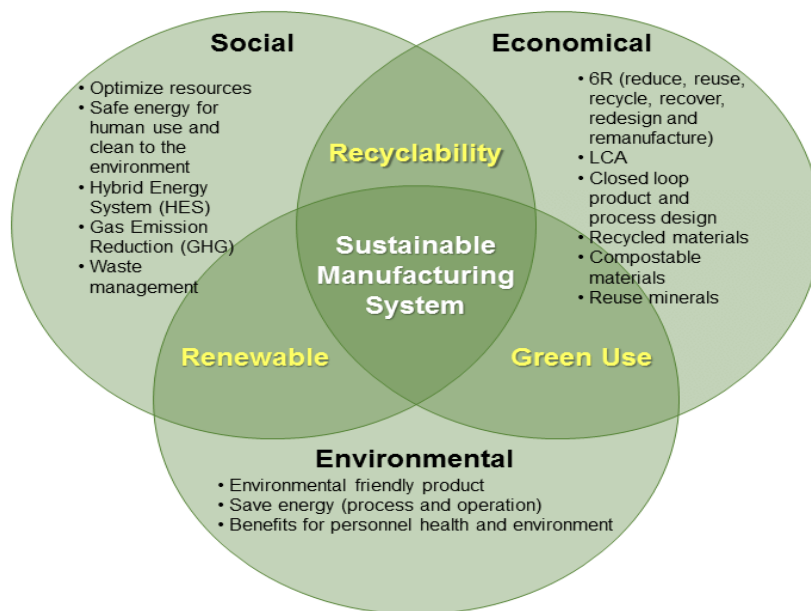 Social
• Optimize resources
• Safe energy for
human use and
clean to the
environment
• Hybrid Energy
System (HES)
• Gas Emission
Reduction (GHG)
• Waste
management
Economical
• 6R (reduce, reuse,
recycle, recover,
redesign and
remanufacture)
• LCA
• Closed loop
product and
process design
• Recycled materials
• Compostable
materials
• Reuse minerals
Recyclability
Sustainable
Manufacturing
System
Renewable
Green Use
Environmental
• Environmental friendly product
• Save energy (process and operation)
• Benefits for personnel health and environment